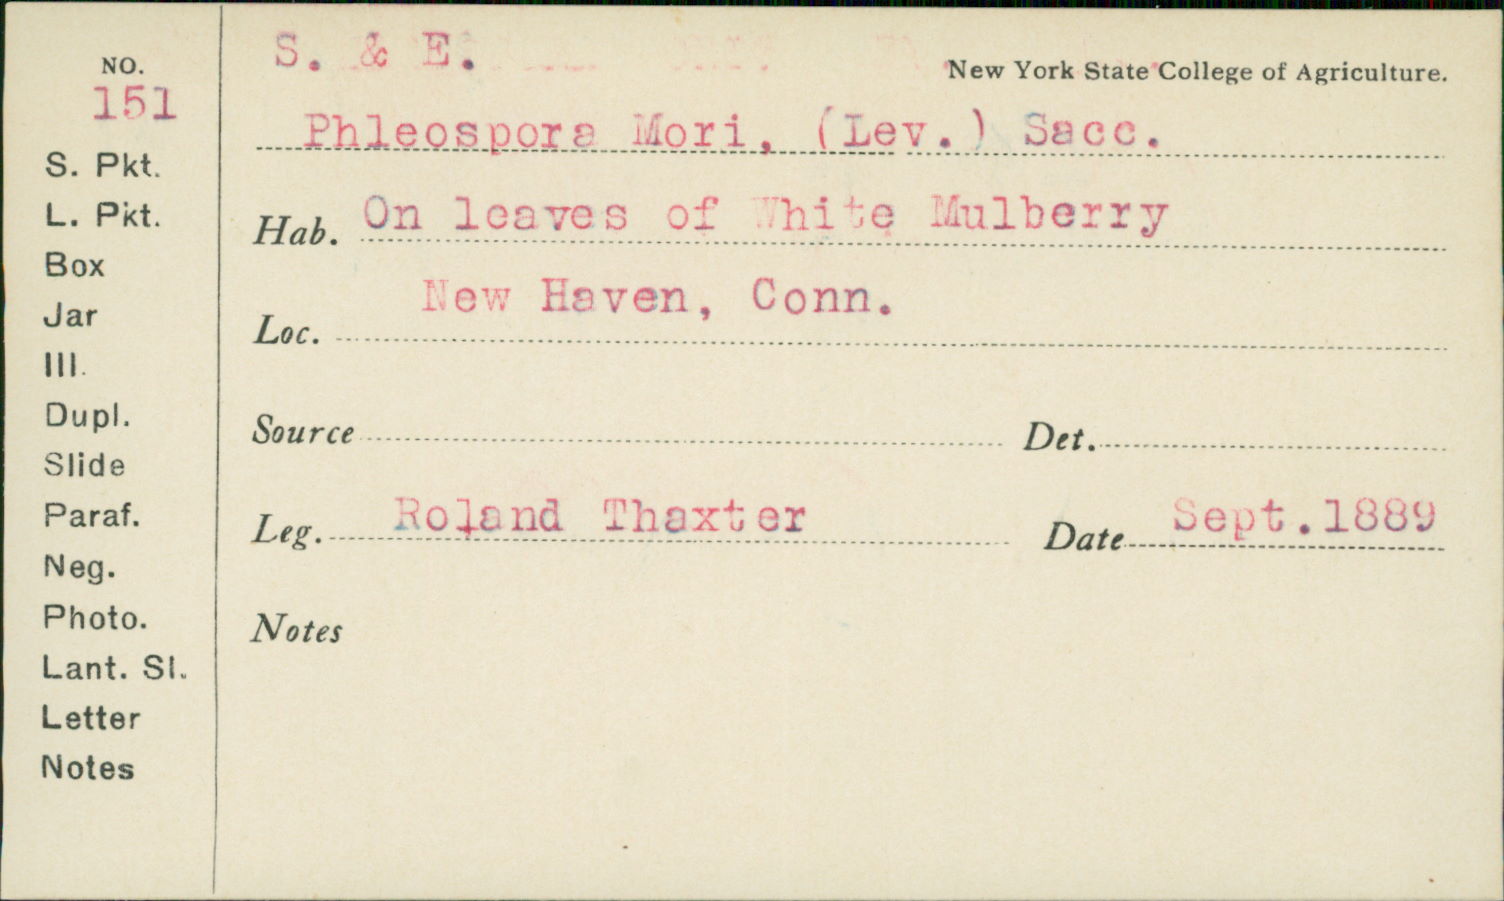 NO.
151
S. Pkt.
L. Pkt.
Box
Jar
Ill.
Dupl.
Slide
Paraf.
Neg.
Photo.
Lant. Sl.
Letter
Notes
S. & E.
New York State College of Agriculture.
Phleospora Mori, (Lev.) Sacc.
Hab. On leaves of White Mulberry
Loc. New Haven, Conn.
Source Det.
Leg. Roland Thaxter Date Sept.1889
Notes